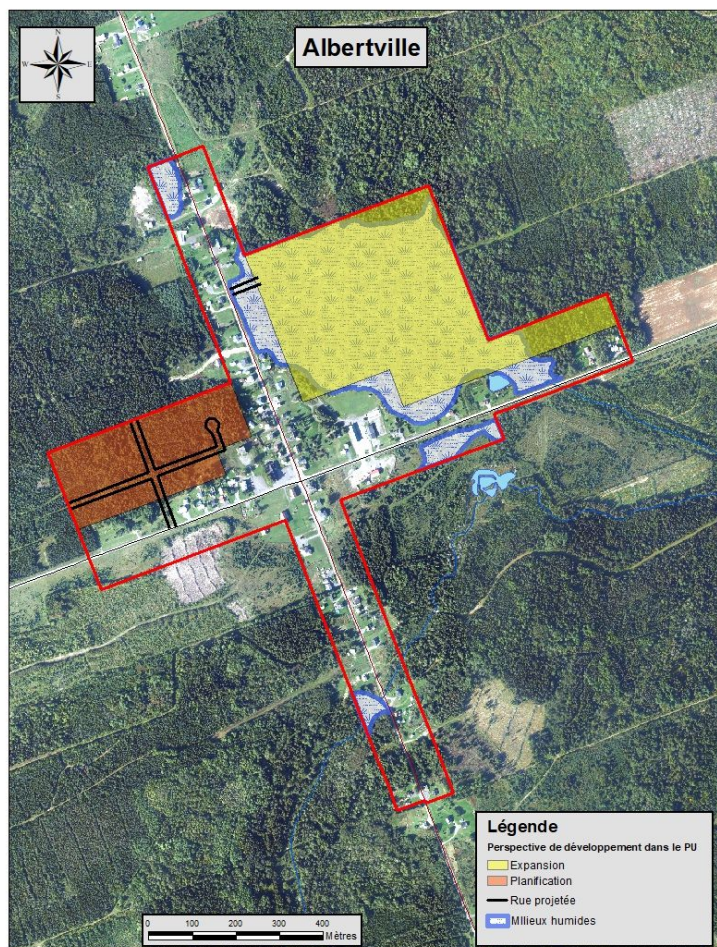 Albertville
N
W E
S
Légende
Perspective de développement dans le PU
Expansion
Planification
Rue projetée
MIlieux humides
0 100 200 300 400
Mètres